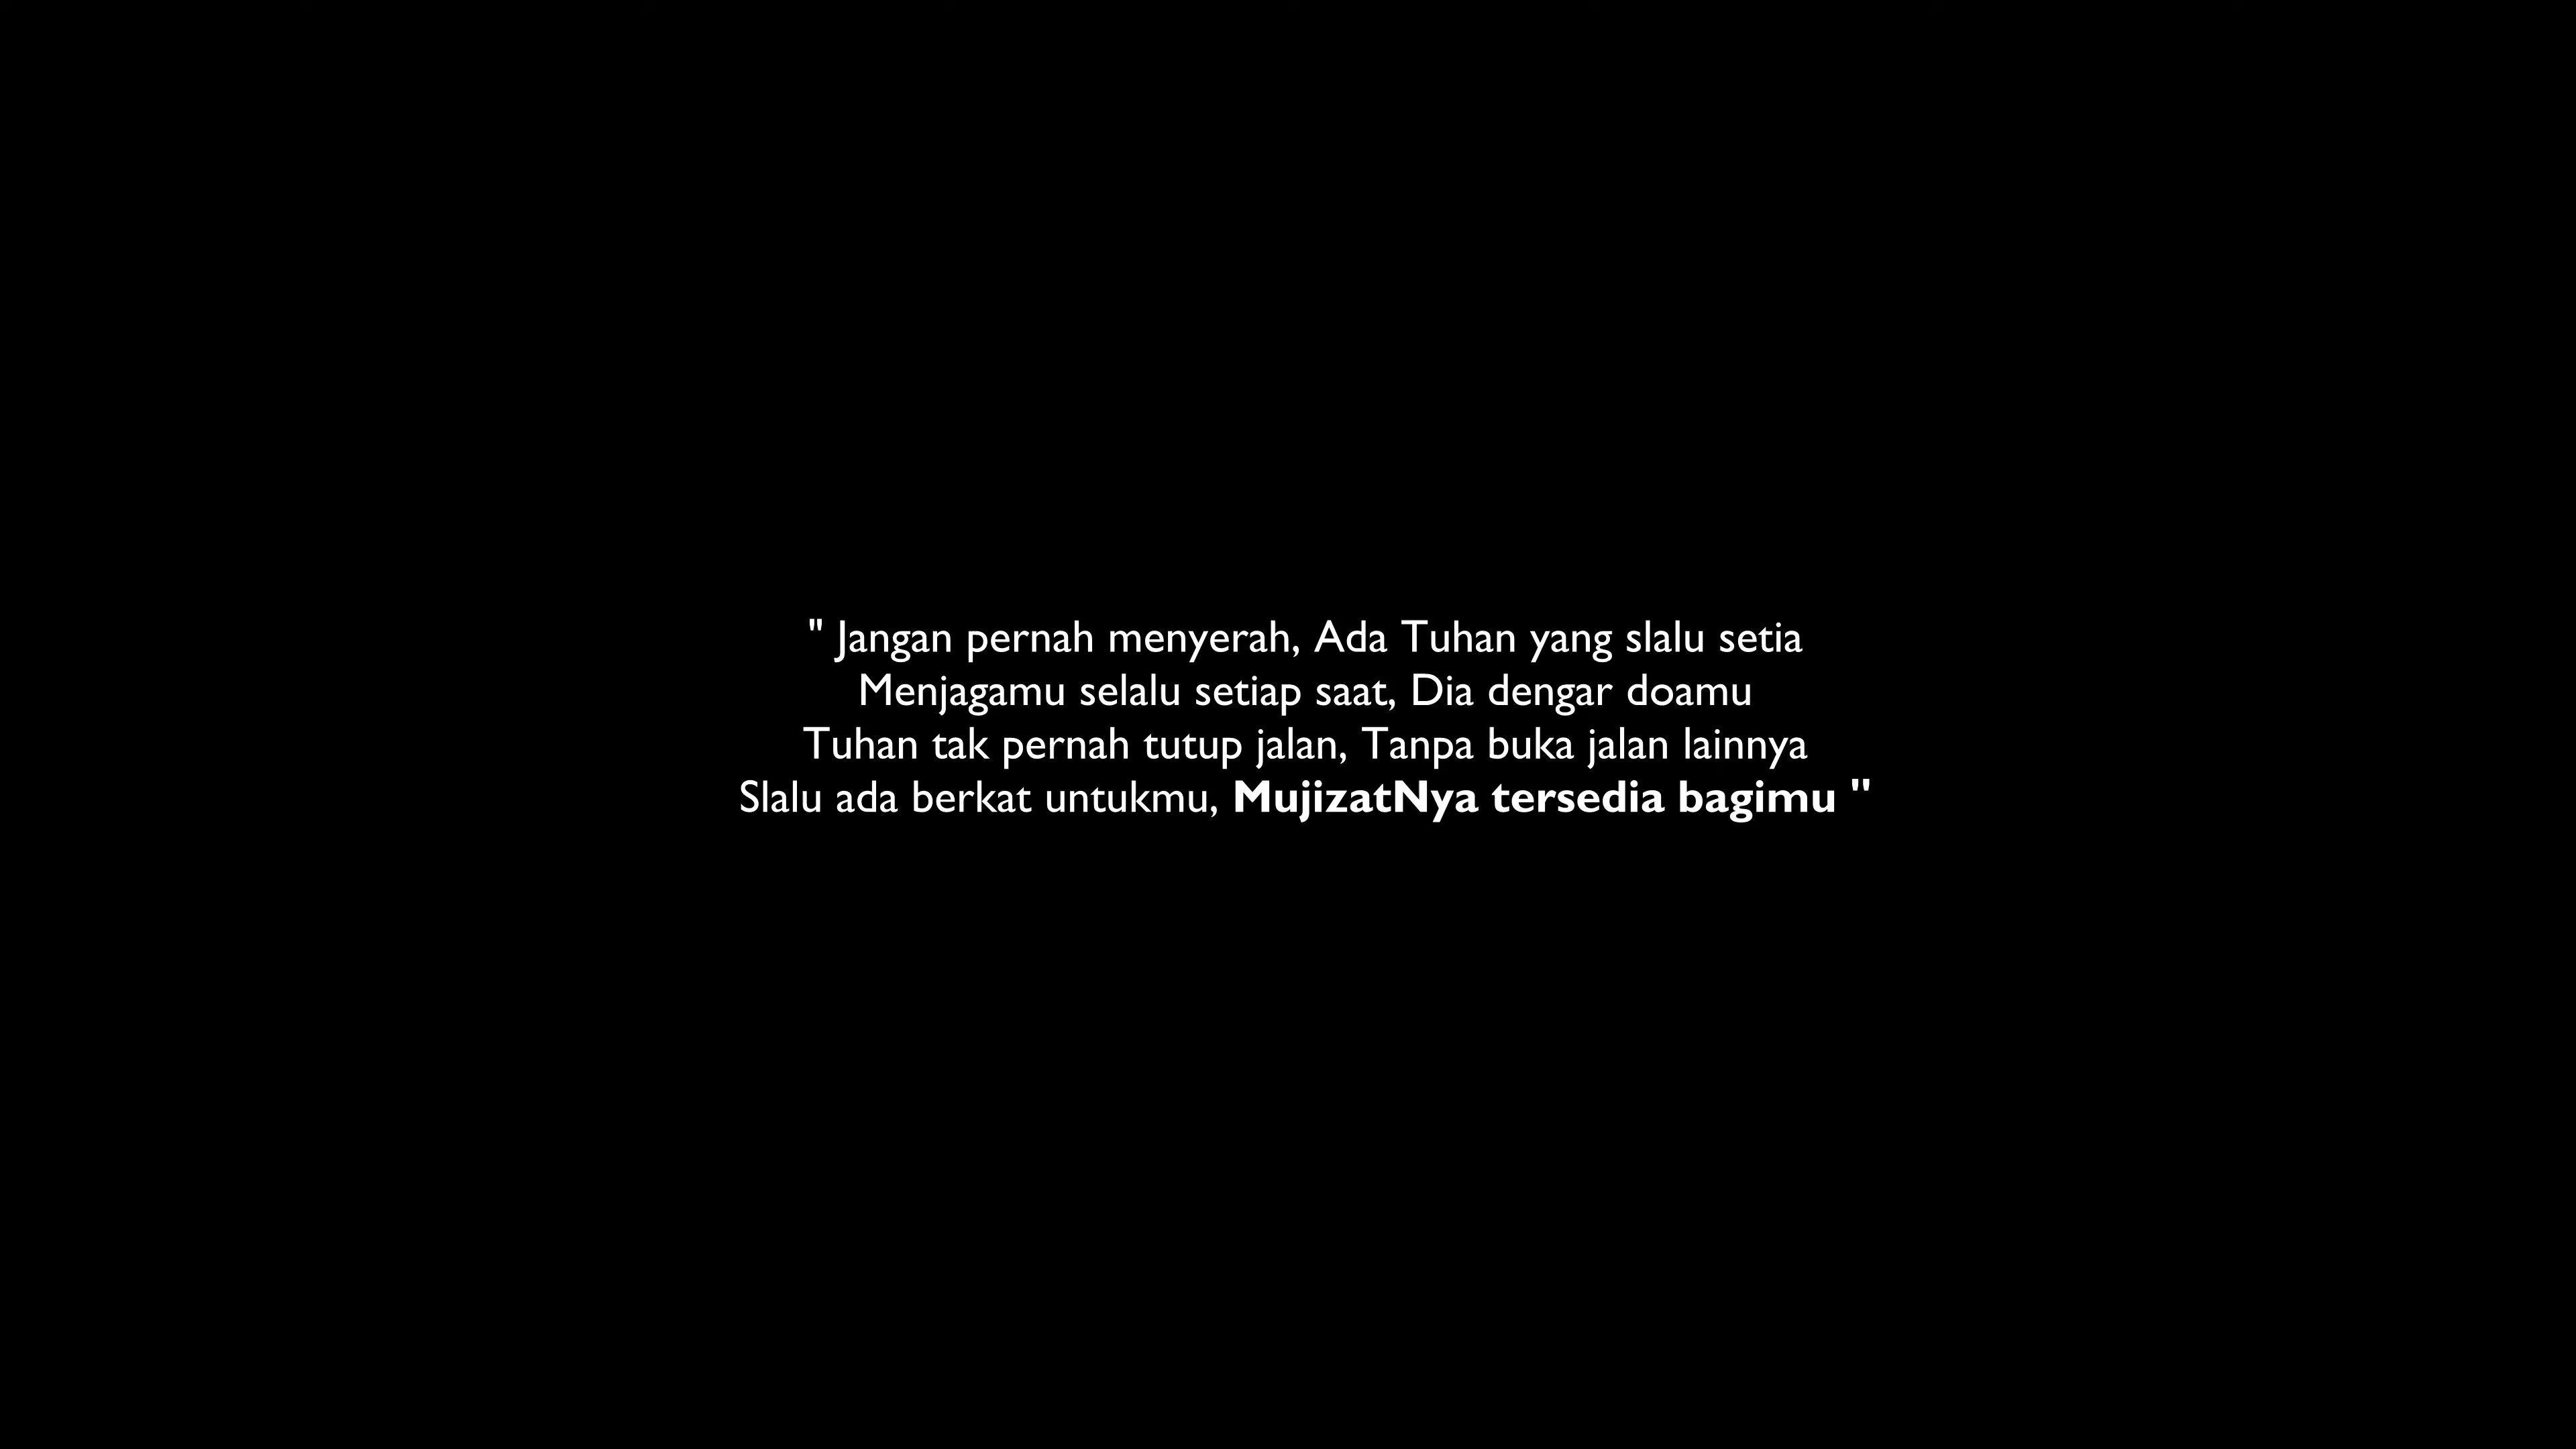 " Jangan pernah menyerah, Ada Tuhan yang slalu setia
Menjagamu selalu setiap saat, Dia dengar doamu
Tuhan tak pernah tutup jalan, Tanpa buka jalan lainnya
Slalu ada berkat untukmu, MujizatNya tersedia bagimu "